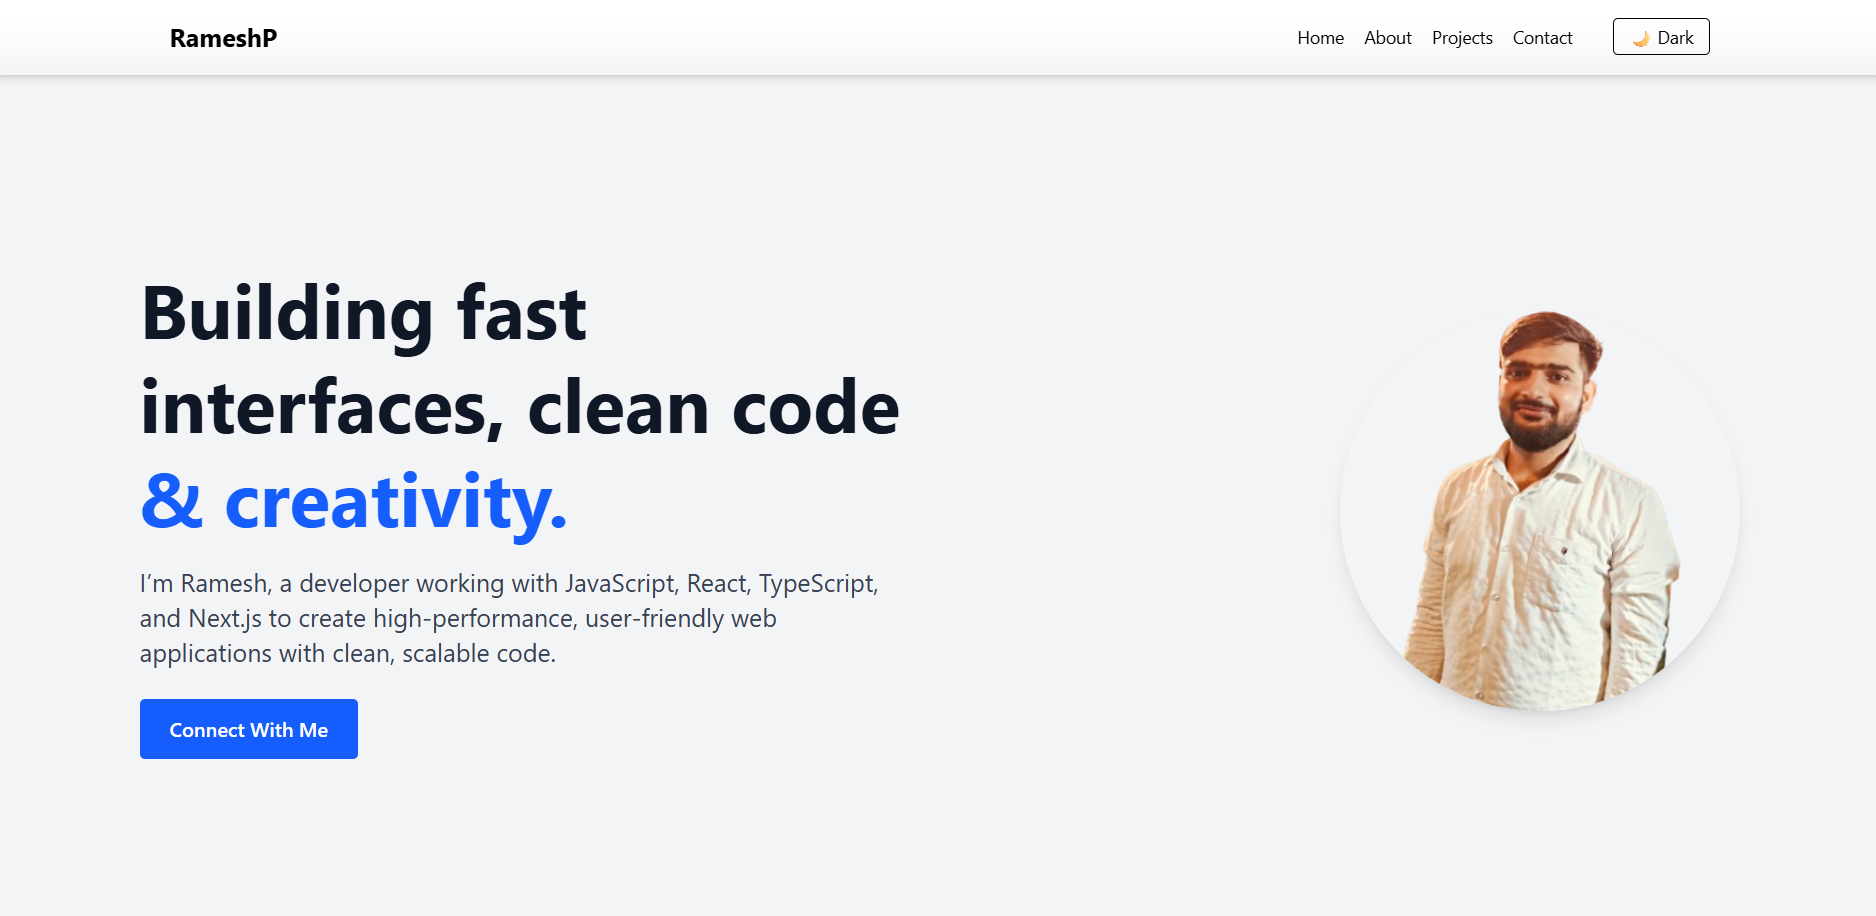 RameshP
Home About Projects Contact 🌙 Dark
Building fast
interfaces, clean code
& creativity.
I’m Ramesh, a developer working with JavaScript, React, TypeScript,
and Next.js to create high-performance, user-friendly web
applications with clean, scalable code.
Connect With Me